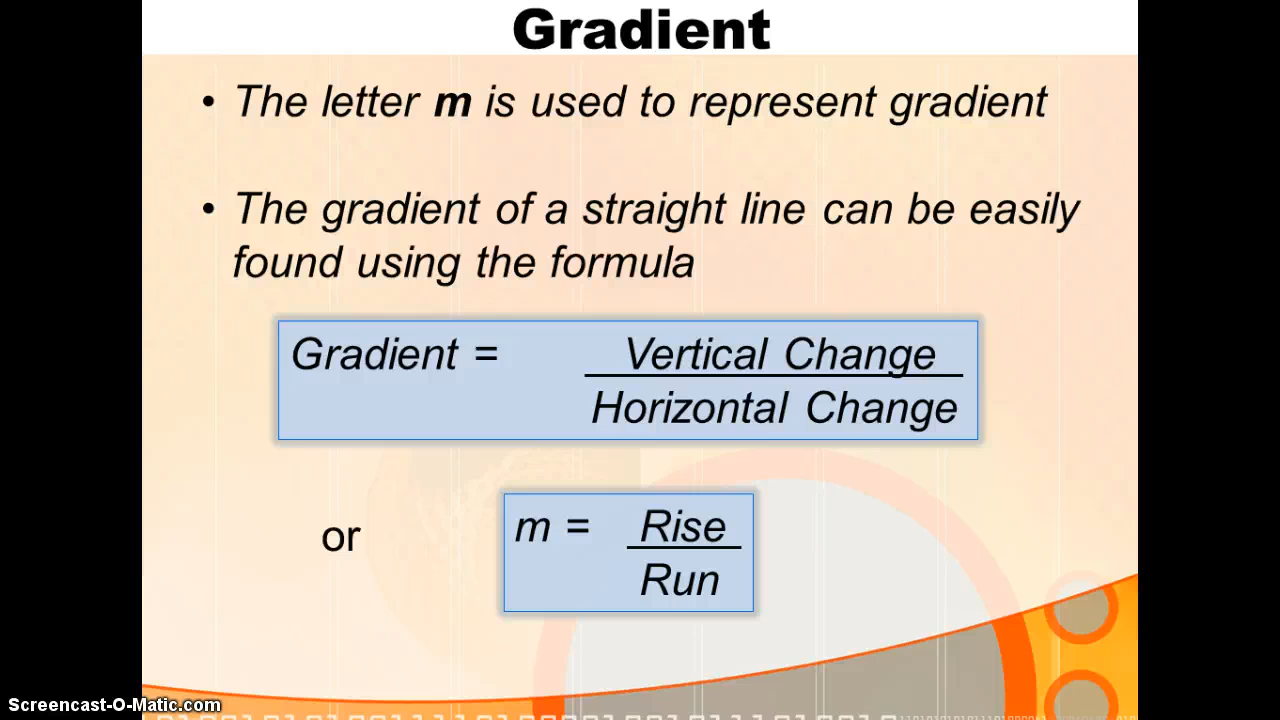 Gradient
• The letter m is used to represent gradient
• The gradient of a straight line can be easily
found using the formula
Gradient = Vertical Change
Horizontal Change
or m = Rise
Run
Screencast-O-Matic.com